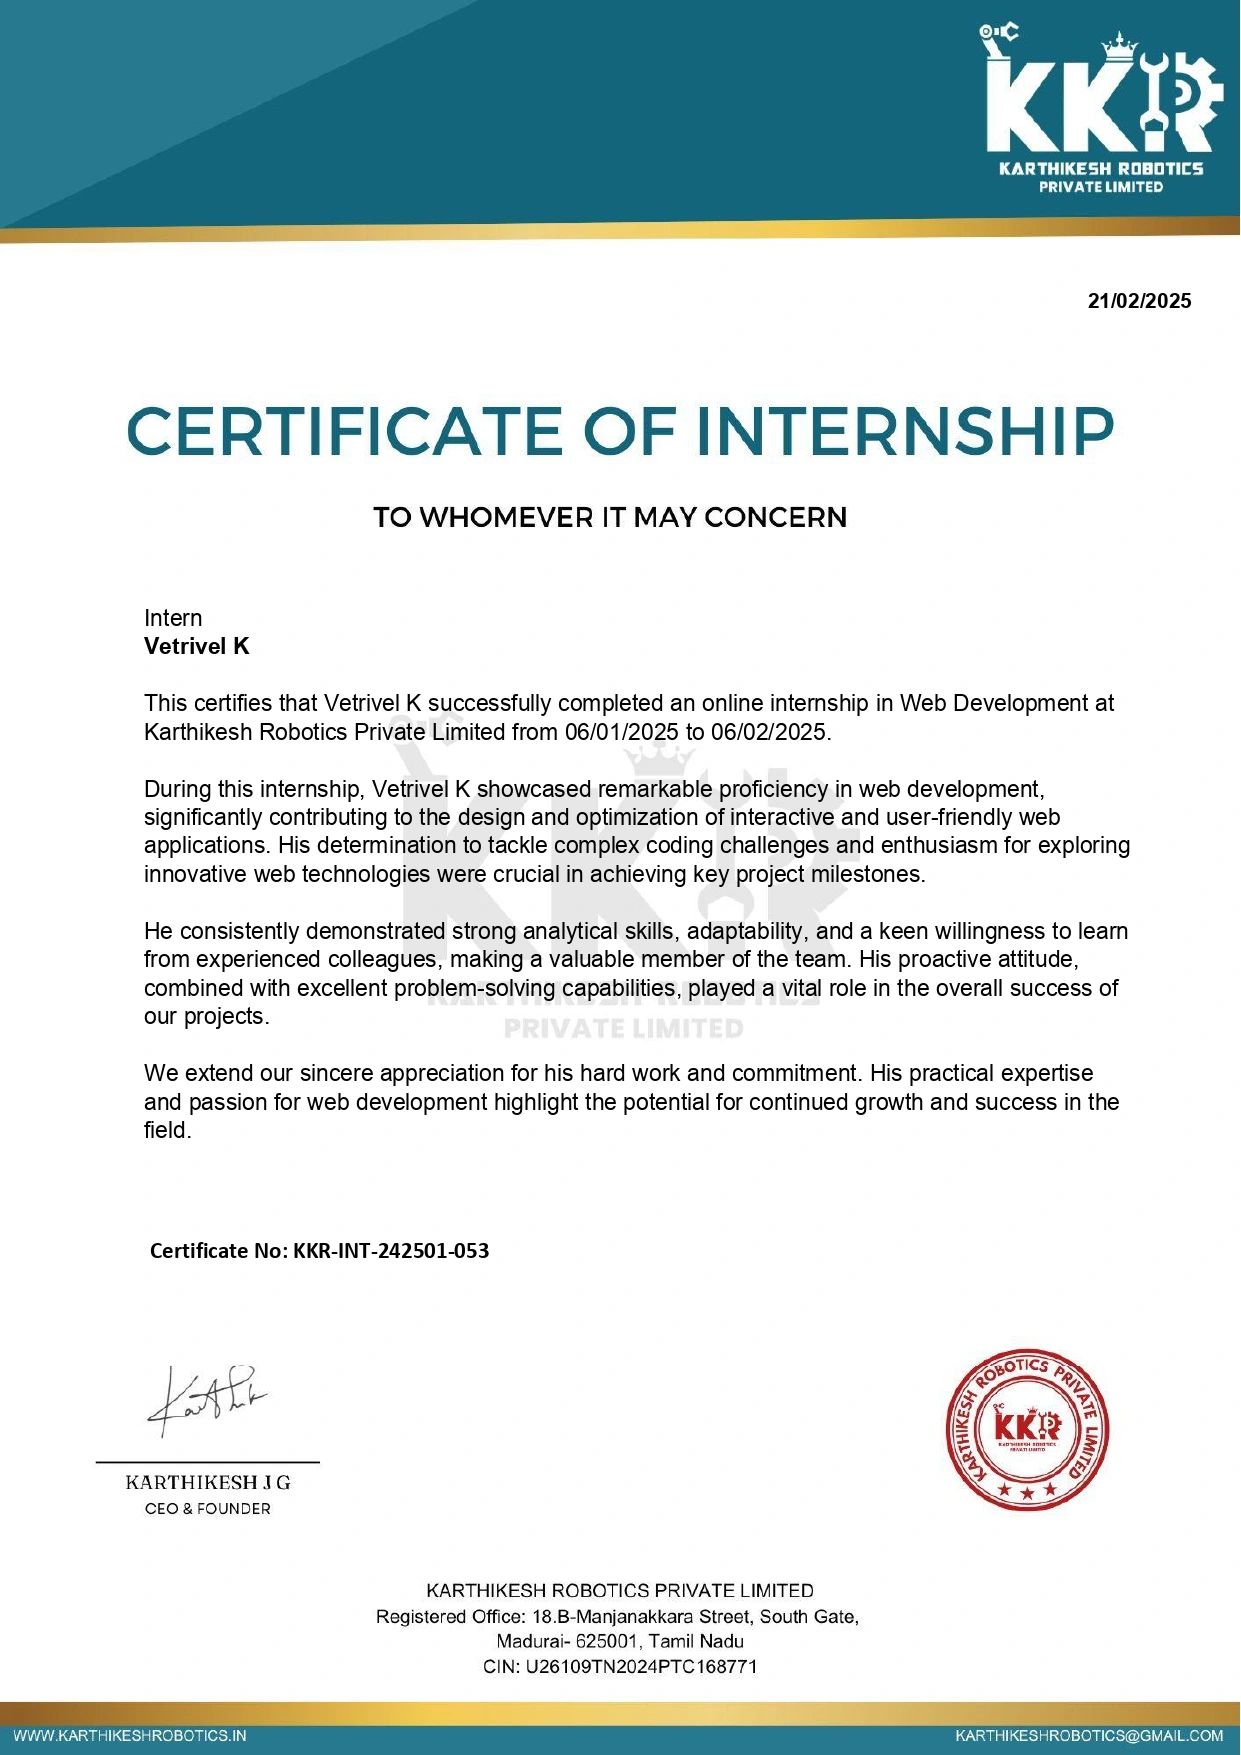 KKR
KARTHIKESH ROBOTICS
PRIVATE LIMITED
21/02/2025
CERTIFICATE OF INTERNSHIP
TO WHOMEVER IT MAY CONCERN
Intern
Vetrivel K
This certifies that Vetrivel K successfully completed an online internship in Web Development at
Karthikesh Robotics Private Limited from 06/01/2025 to 06/02/2025.
During this internship, Vetrivel K showcased remarkable proficiency in web development,
significantly contributing to the design and optimization of interactive and user-friendly web
applications. His determination to tackle complex coding challenges and enthusiasm for exploring
innovative web technologies were crucial in achieving key project milestones.
He consistently demonstrated strong analytical skills, adaptability, and a keen willingness to learn
from experienced colleagues, making a valuable member of the team. His proactive attitude,
combined with excellent problem-solving capabilities, played a vital role in the overall success of
our projects.
KKR
KARTHIKESH ROBOTICS
PRIVATE LIMITED
We extend our sincere appreciation for his hard work and commitment. His practical expertise
and passion for web development highlight the potential for continued growth and success in the
field.
Certificate No: KKR-INT-242501-053
Karthik
KARTHIKESH J G
CEO & FOUNDER
KARTHIKESH ROBOTICS PRIVATE LIMITED
KKR
KARTHIKESH ROBOTICS
PRIVATE LIMITED
KARTHIKESH ROBOTICS PRIVATE LIMITED
Registered Office: 18.B-Manjanakkara Street, South Gate,
Madurai- 625001, Tamil Nadu
CIN: U26109TN2024PTC168771
WWW.KARTHIKESHROBOTICS.IN
KARTHIKESHROBOTICS@GMAIL.COM